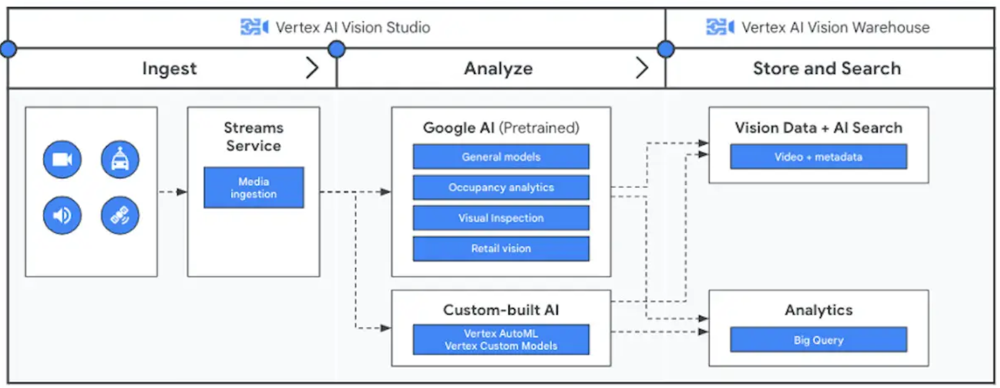 Vertex AI Vision Studio
Vertex AI Vision Warehouse
Ingest
Analyze
Store and Search
Streams
Service
Media
ingestion
Google AI (Pretrained)
General models
Occupancy analytics
Visual Inspection
Retail vision
Custom-built AI
Vertex AutoML
Vertex Custom Models
Vision Data + AI Search
Video + metadata
Analytics
Big Query